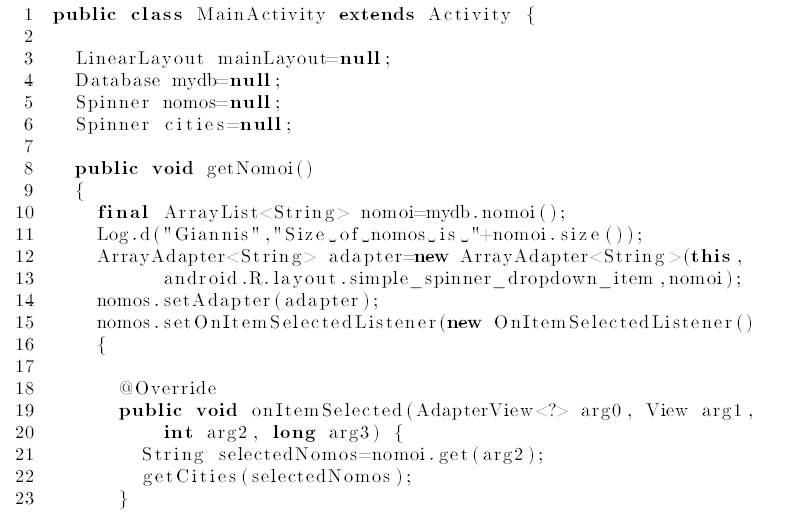 1 public class MainActivity extends Activity {
2
3 LinearLayout mainLayout=null;
4 Database mydb=null;
5 Spinner nomos=null;
6 Spinner cities=null;
7
8 public void getNomoi()
9 {
10 final ArrayList<String> nomoi=mydb.nomoi();
11 Log.d("Giannis","Size␣of␣nomos␣is␣"+nomoi.size());
12 ArrayAdapter<String> adapter=new ArrayAdapter<String>(this,
13 android.R.layout.simple_spinner_dropdown_item,nomoi);
14 nomos.setAdapter(adapter);
15 nomos.setOnItemSelectedListener(new OnItemSelectedListener()
16 {
17
18 @Override
19 public void onItemSelected(AdapterView<?> arg0, View arg1,
20 int arg2, long arg3) {
21 String selectedNomos=nomoi.get(arg2);
22 getCities(selectedNomos);
23 }